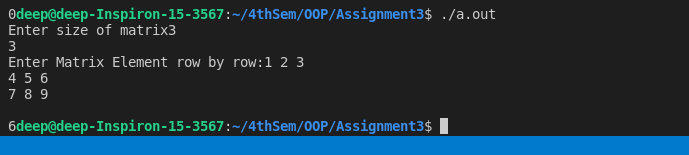 0deep@deep-Inspiron-15-3567:~/4thSem/OOP/Assignment3$ ./a.out
Enter size of matrix3
3
Enter Matrix Element row by row:1 2 3
4 5 6
7 8 9
6deep@deep-Inspiron-15-3567:~/4thSem/OOP/Assignment3$